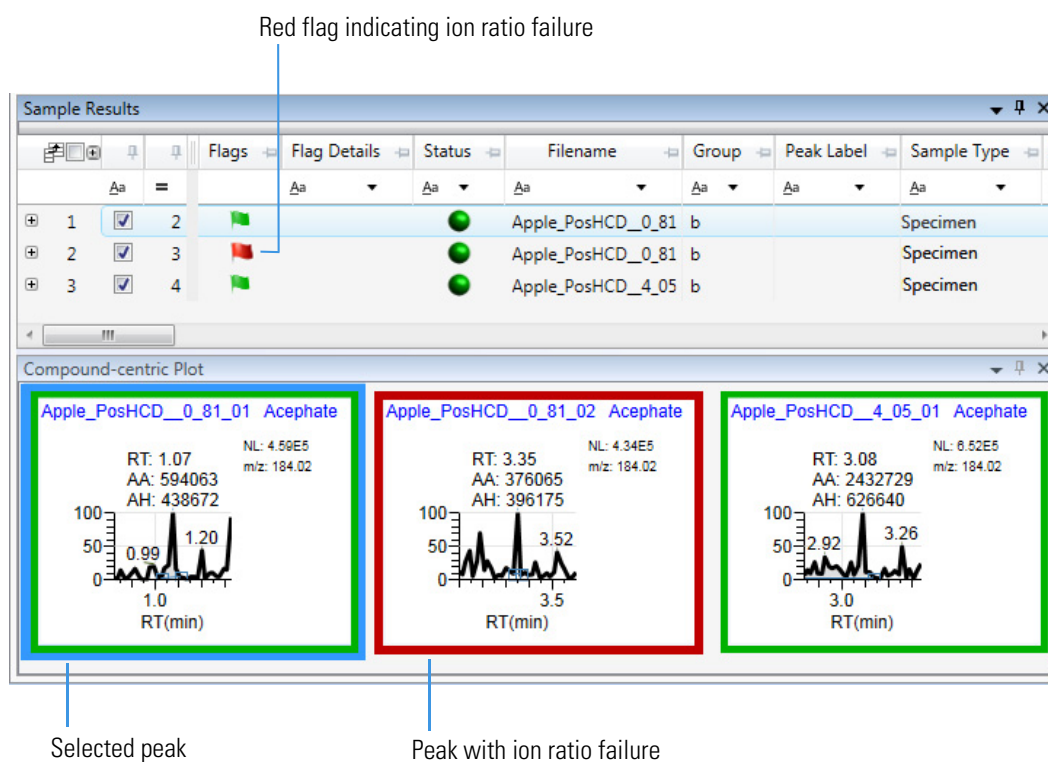 Red flag indicating ion ratio failure
Sample Results
Flags Flag Details Status Filename Group Peak Label Sample Type
Aa = Aa Aa Aa Aa Aa Aa
1 2 Apple_PosHCD__0_81 b Specimen
2 3 Apple_PosHCD__0_81 b Specimen
3 4 Apple_PosHCD__4_05 b Specimen
Compound-centric Plot
Apple_PosHCD__0_81_01 Acephate
NL: 4.59E5
m/z: 184.02
RT: 1.07
AA: 594063
AH: 438672
100
50
0
0.99
1.20
1.0
RT(min)
Apple_PosHCD__0_81_02 Acephate
NL: 4.34E5
m/z: 184.02
RT: 3.35
AA: 376065
AH: 396175
100
50
0
3.52
3.5
RT(min)
Apple_PosHCD__4_05_01 Acephate
NL: 6.52E5
m/z: 184.02
RT: 3.08
AA: 2432729
AH: 626640
100
50
0
2.92
3.26
3.0
RT(min)
Selected peak
Peak with ion ratio failure